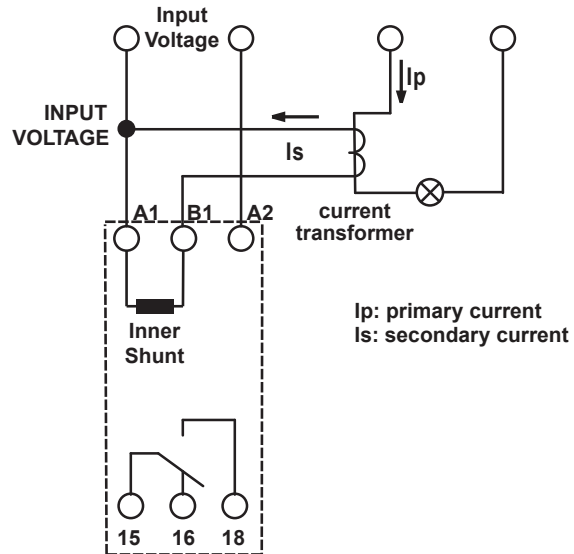 Input
Voltage
Ip
INPUT
VOLTAGE
Is
A1 B1 A2
current
transformer
Inner
Shunt
Ip: primary current
Is: secondary current
15 16 18